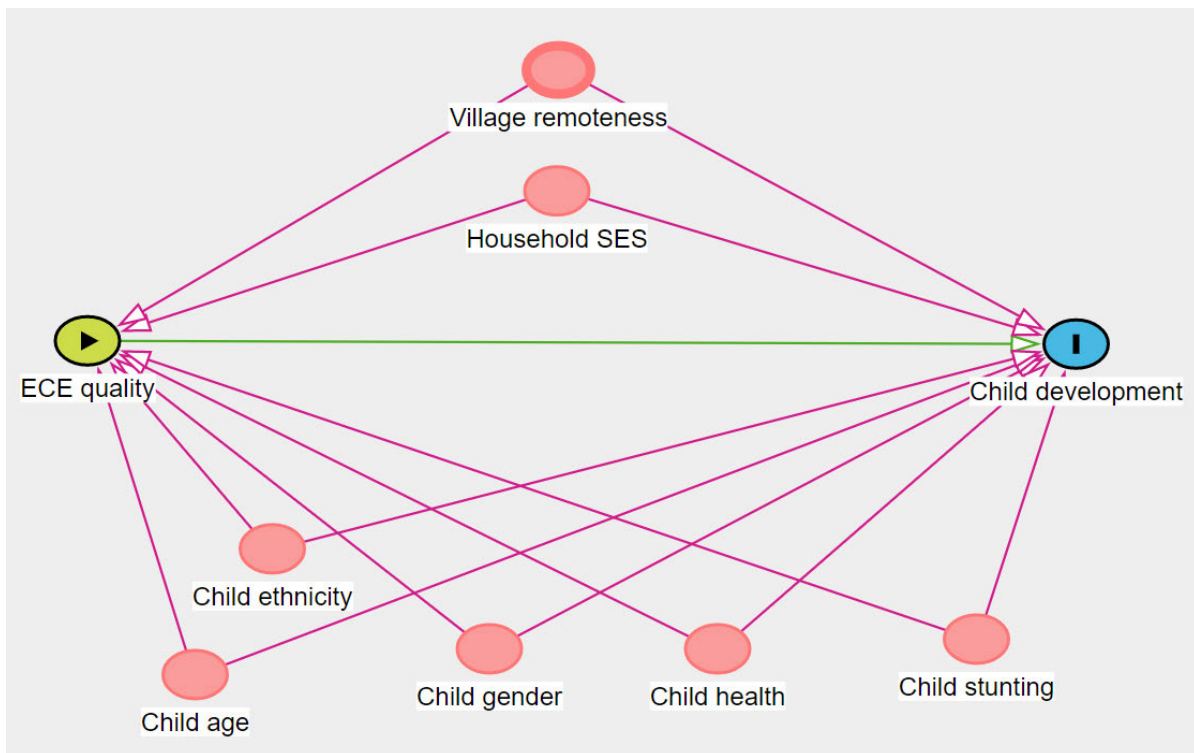 Village remoteness
Household SES
ECE quality
Child development
Child ethnicity
Child age
Child gender
Child health
Child stunting